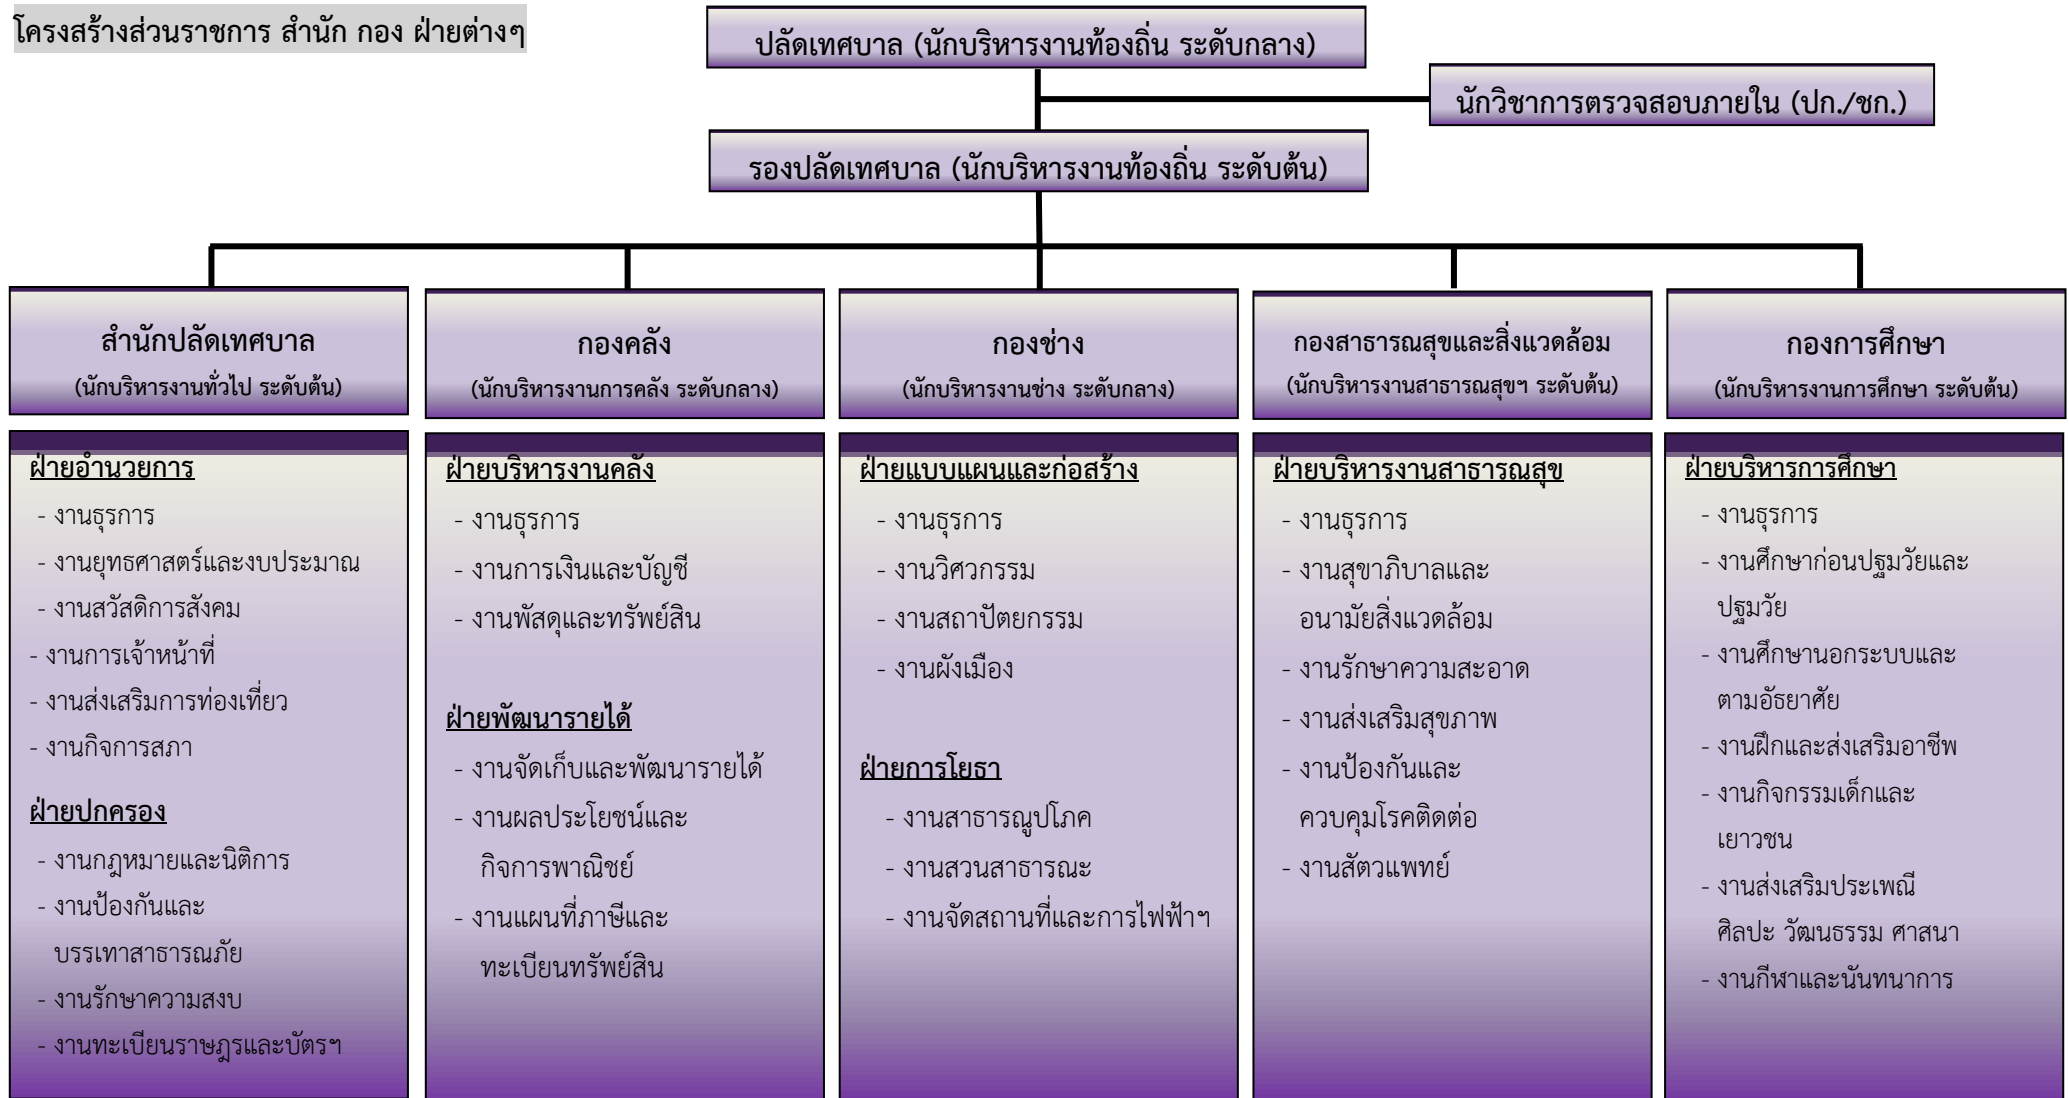 โครงสร้างส่วนราชการ สำนัก กอง ฝ่ายต่างๆ
ปลัดเทศบาล (นักบริหารงานท้องถิ่น ระดับกลาง)
นักวิชาการตรวจสอบภายใน (ปก./ชก.)
รองปลัดเทศบาล (นักบริหารงานท้องถิ่น ระดับต้น)
สำนักปลัดเทศบาล
(นักบริหารงานทั่วไป ระดับต้น)
กองคลัง
(นักบริหารงานการคลัง ระดับกลาง)
กองช่าง
(นักบริหารงานช่าง ระดับกลาง)
กองสาธารณสุขและสิ่งแวดล้อม
(นักบริหารงานสาธารณสุขฯ ระดับต้น)
กองการศึกษา
(นักบริหารงานการศึกษา ระดับต้น)
ฝ่ายอำนวยการ
- งานธุรการ
- งานยุทธศาสตร์และงบประมาณ
- งานสวัสดิการสังคม
- งานการเจ้าหน้าที่
- งานส่งเสริมการท่องเที่ยว
- งานกิจการสภา
ฝ่ายปกครอง
- งานกฎหมายและนิติการ
- งานป้องกันและ
บรรเทาสาธารณภัย
- งานรักษาความสงบ
- งานทะเบียนราษฎรและบัตรฯ
ฝ่ายบริหารงานคลัง
- งานธุรการ
- งานการเงินและบัญชี
- งานพัสดุและทรัพย์สิน
ฝ่ายพัฒนารายได้
- งานจัดเก็บและพัฒนารายได้
- งานผลประโยชน์และ
กิจการพาณิชย์
- งานแผนที่ภาษีและ
ทะเบียนทรัพย์สิน
ฝ่ายแบบแผนและก่อสร้าง
- งานธุรการ
- งานวิศวกรรม
- งานสถาปัตยกรรม
- งานผังเมือง
ฝ่ายการโยธา
- งานสาธารณูปโภค
- งานสวนสาธารณะ
- งานจัดสถานที่และการไฟฟ้าฯ
ฝ่ายบริหารงานสาธารณสุข
- งานธุรการ
- งานสุขาภิบาลและ
อนามัยสิ่งแวดล้อม
- งานรักษาความสะอาด
- งานส่งเสริมสุขภาพ
- งานป้องกันและ
ควบคุมโรคติดต่อ
- งานสัตวแพทย์
ฝ่ายบริหารการศึกษา
- งานธุรการ
- งานศึกษาก่อนปฐมวัยและ
ปฐมวัย
- งานศึกษานอกระบบและ
ตามอัธยาศัย
- งานฝึกและส่งเสริมอาชีพ
- งานกิจกรรมเด็กและ
เยาวชน
- งานส่งเสริมประเพณี
ศิลปะ วัฒนธรรม ศาสนา
- งานกีฬาและนันทนาการ